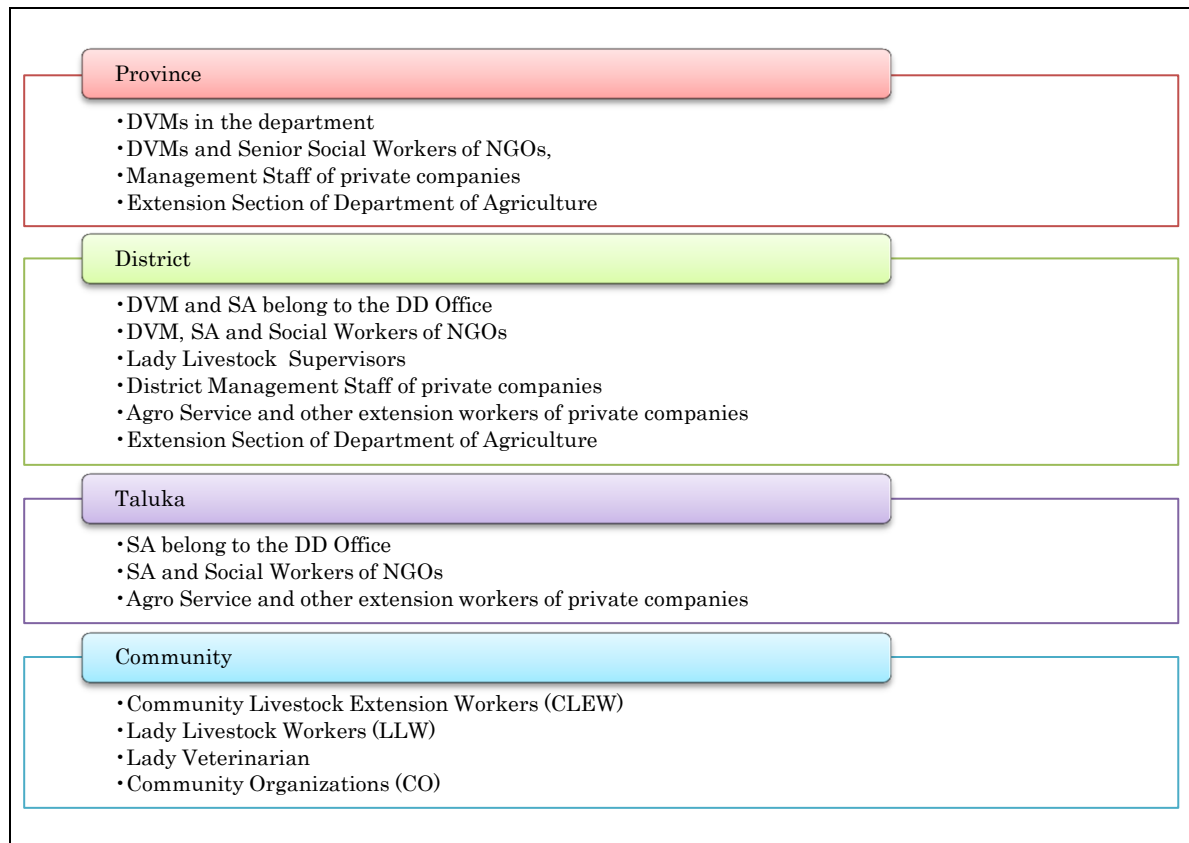 Province
・DVMs in the department
・DVMs and Senior Social Workers of NGOs,
・Management Staff of private companies
・Extension Section of Department of Agriculture
District
・DVM and SA belong to the DD Office
・DVM, SA and Social Workers of NGOs
・Lady Livestock  Supervisors
・District Management Staff of private companies
・Agro Service and other extension workers of private companies
・Extension Section of Department of Agriculture
Taluka
・SA belong to the DD Office
・SA and Social Workers of NGOs
・Agro Service and other extension workers of private companies
Community
・Community Livestock Extension Workers (CLEW)
・Lady Livestock Workers (LLW)
・Lady Veterinarian
・Community Organizations (CO)